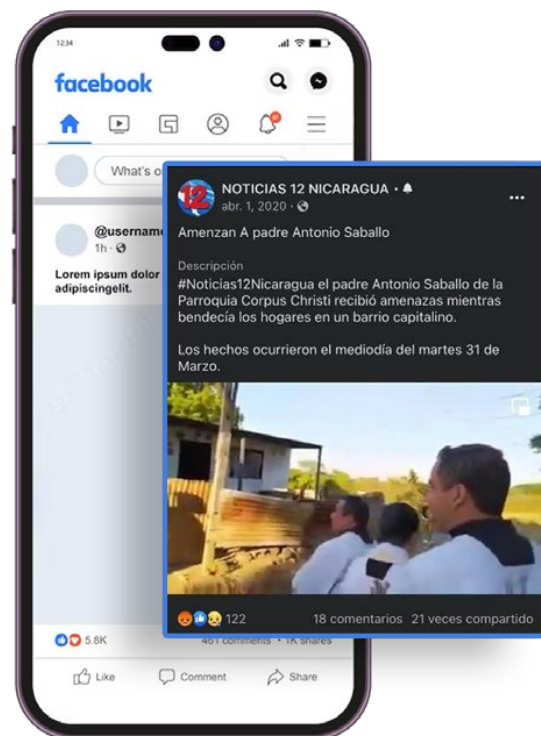 12:34
facebook
What's o
@usernam
1h ·
Lorem ipsum dolor
adipiscingelit.
12
NOTICIAS 12 NICARAGUA ·
abr. 1, 2020 ·
Amenzan A padre Antonio Saballo
Descripción
#Noticias12Nicaragua el padre Antonio Saballo de la
Parroquia Corpus Christi recibió amenazas mientras
bendecía los hogares en un barrio capitalino.
Los hechos ocurrieron el mediodía del martes 31 de
Marzo.
122
18 comentarios 21 veces compartido
5.8K
461 comments · 1K shares
Like
Comment
Share